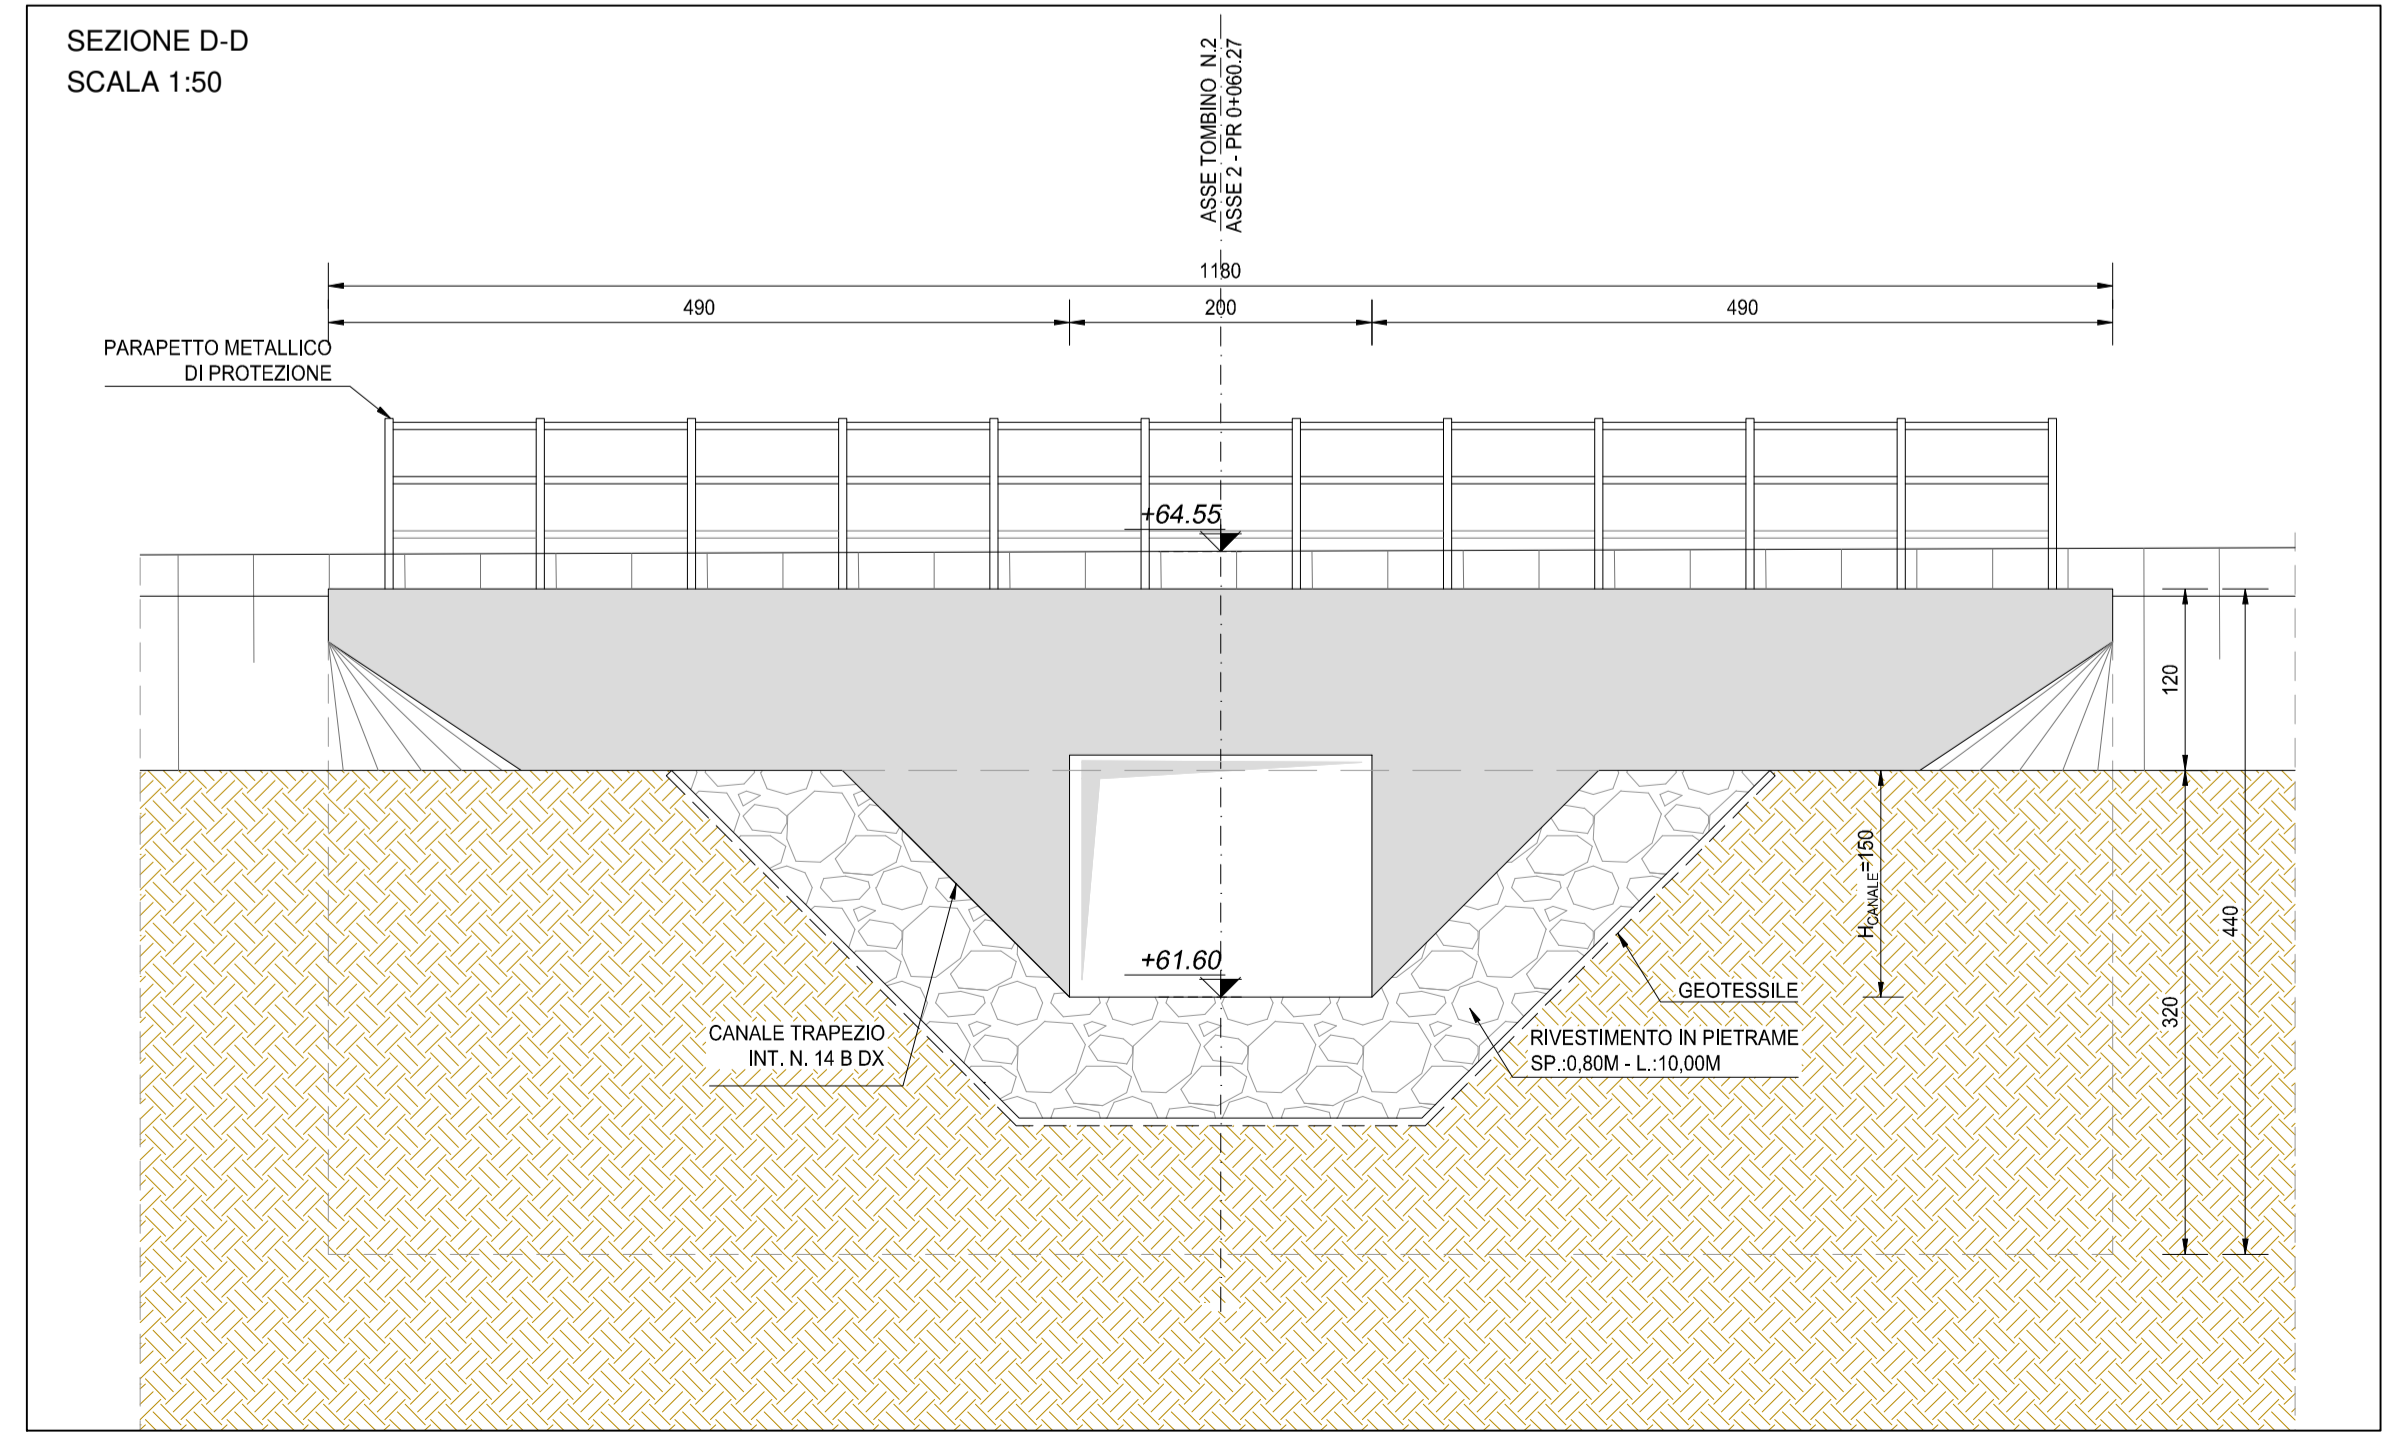 SEZIONE D-D
SCALA 1:50
ASSE TOMBINO N.2
ASSE 2 - PR 0+060.27
1180
490
200
490
PARAPETTO METALLICO
DI PROTEZIONE
+64.55
120
HCANALE=150
440
+61.60
GEOTESSILE
320
CANALE TRAPEZIO
INT. N. 14 B DX
RIVESTIMENTO IN PIETRAME
SP.:0,80M - L.:10,00M